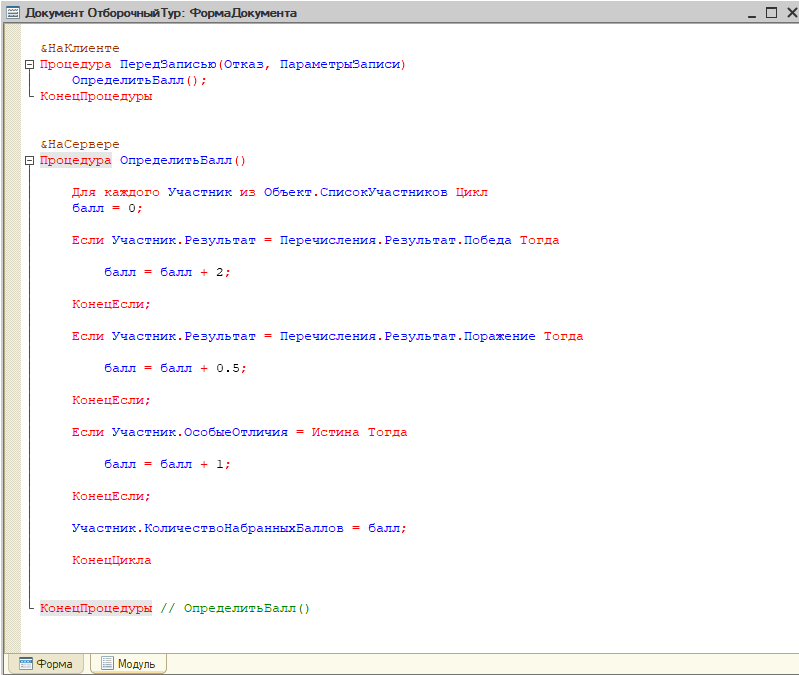 Документ ОтборочныйТур: ФормаДокумента
&НаКлиенте
Процедура ПередЗаписью(Отказ, ПараметрыЗаписи)
ОпределитьБалл();
КонецПроцедуры
&НаСервере
Процедура ОпределитьБалл()
Для каждого Участник из Объект.СписокУчастников Цикл
балл = 0;
Если Участник.Результат = Перечисления.Результат.Победа Тогда
балл = балл + 2;
КонецЕсли;
Если Участник.Результат = Перечисления.Результат.Поражение Тогда
балл = балл + 0.5;
КонецЕсли;
Если Участник.ОсобыеОтличия = Истина Тогда
балл = балл + 1;
КонецЕсли;
Участник.КоличествоНабранныхБаллов = балл;
КонецЦикла
КонецПроцедуры // ОпределитьБалл()
Форма Модуль